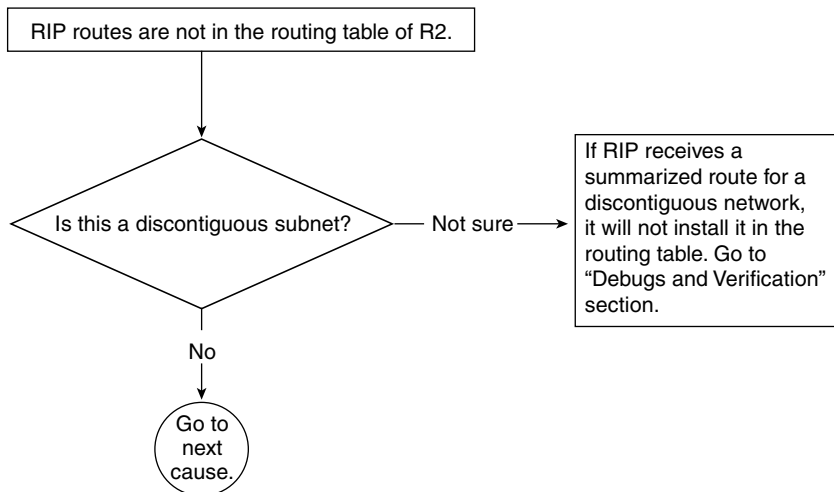 RIP routes are not in the routing table of R2.
Is this a discontiguous subnet?
Not sure
If RIP receives a
summarized route for a
discontiguous network,
it will not install it in the
routing table. Go to
“Debugs and Verification”
section.
No
Go to
next
cause.